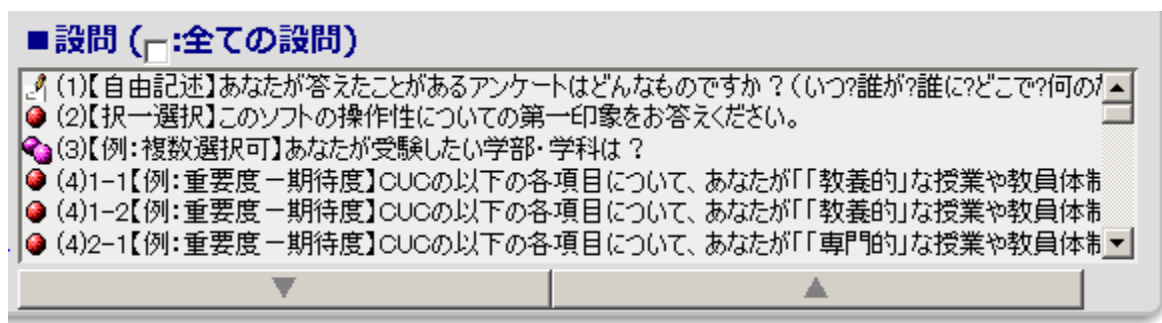 ■設問 (□:全ての設問)
(1)【自由記述】あなたが答えたことがあるアンケートはどんなものですか？(いつ?誰が?誰に?どこで?何の
(2)【択一選択】このソフトの操作性についての第一印象をお答えください。
(3)【例：複数選択可】あなたが受験したい学部・学科は？
(4)1-1【例：重要度－期待度】CUCの以下の各項目について、あなたが「「教義的」な授業や教員体制
(4)1-2【例：重要度－期待度】CUCの以下の各項目について、あなたが「「教義的」な授業や教員体制
(4)2-1【例：重要度－期待度】CUCの以下の各項目について、あなたが「「専門的」な授業や教員体制
▼ ▲